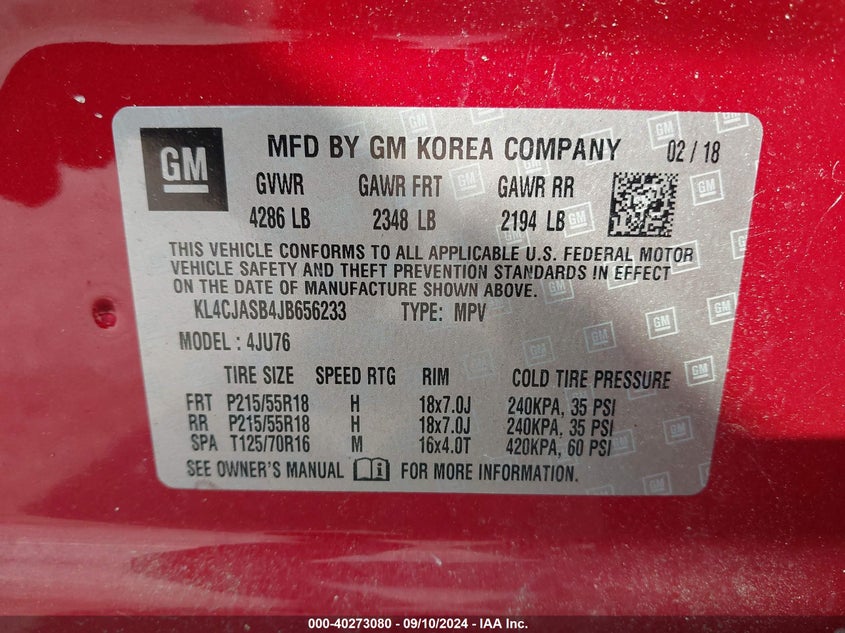 GM MFD BY GM KOREA COMPANY 02 / 18
GVWR GAWR FRT GAWR RR
4286 LB 2348 LB 2194 LB
THIS VEHICLE CONFORMS TO ALL APPLICABLE U.S. FEDERAL MOTOR
VEHICLE SAFETY AND THEFT PREVENTION STANDARDS IN EFFECT
ON THE DATE OF MANUFACTURE SHOWN ABOVE.
KL4CJASB4JB656233 TYPE: MPV
MODEL : 4JU76
TIRE SIZE SPEED RTG RIM COLD TIRE PRESSURE
FRT P215/55R18 H 18x7.0J 240KPA, 35 PSI
RR P215/55R18 H 18x7.0J 240KPA, 35 PSI
SPA T125/70R16 M 16x4.0T 420KPA, 60 PSI
SEE OWNER'S MANUAL FOR MORE INFORMATION.
000-40273080 - 09/10/2024 - IAA Inc.